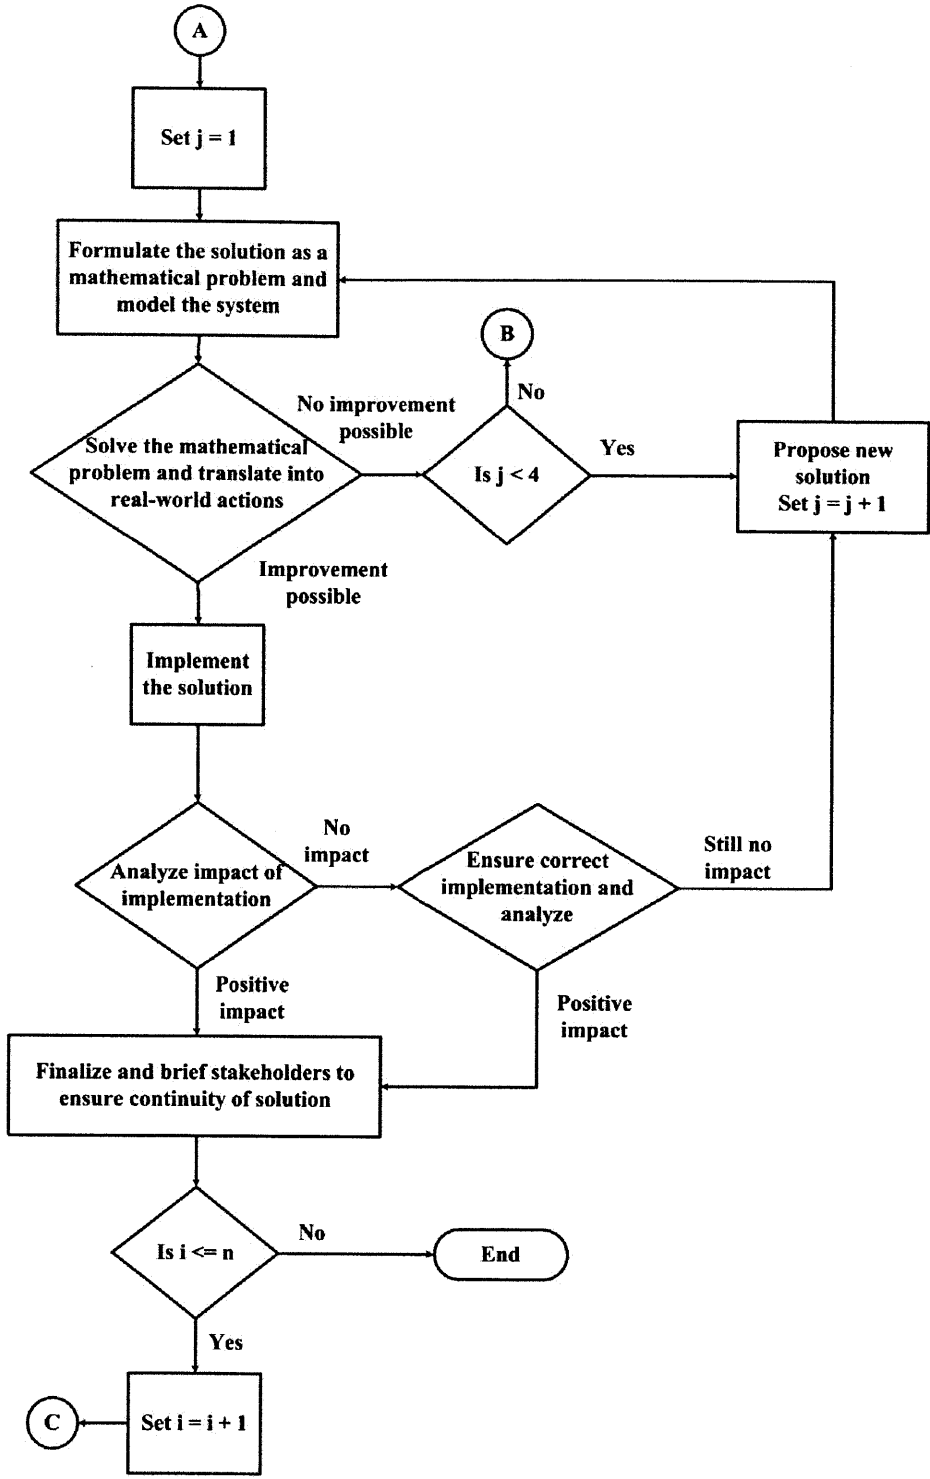 A
Set j = 1
Formulate the solution as a
mathematical problem and
model the system
B
No
No improvement
possible
Solve the mathematical
problem and translate into
real-world actions
Is j < 4
Yes
Propose new
solution
Set j = j + 1
Improvement
possible
Implement
the solution
No
impact
Analyze impact of
implementation
Ensure correct
implementation and
analyze
Still no
impact
Positive
impact
Positive
impact
Finalize and brief stakeholders to
ensure continuity of solution
Is i <= n
No
End
Yes
Set i = i + 1
C